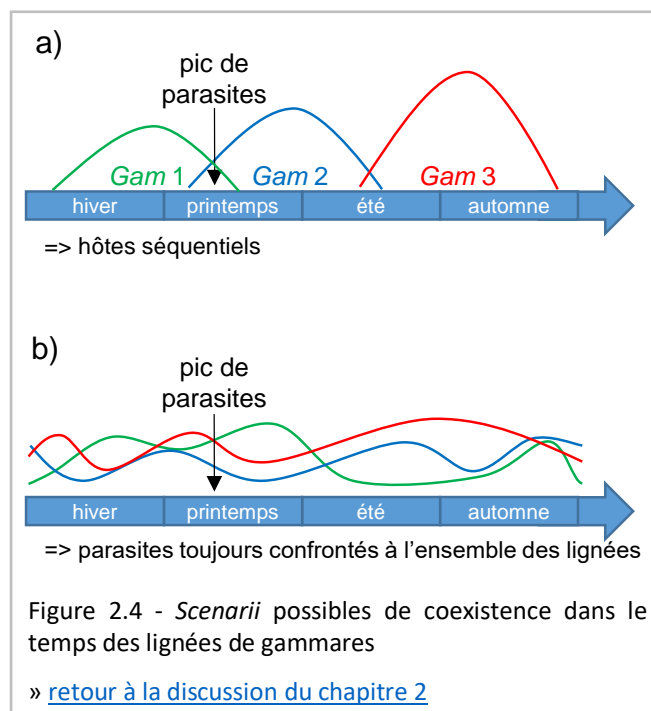 a)
pic de
parasites
Gam 1 Gam 2 Gam 3
hiver printemps été automne
=> hôtes séquentiels
b)
pic de
parasites
hiver printemps été automne
=> parasites toujours confrontés à l'ensemble des lignées
Figure 2.4 - Scenarii possibles de coexistence dans le
temps des lignées de gammares
» retour à la discussion du chapitre 2